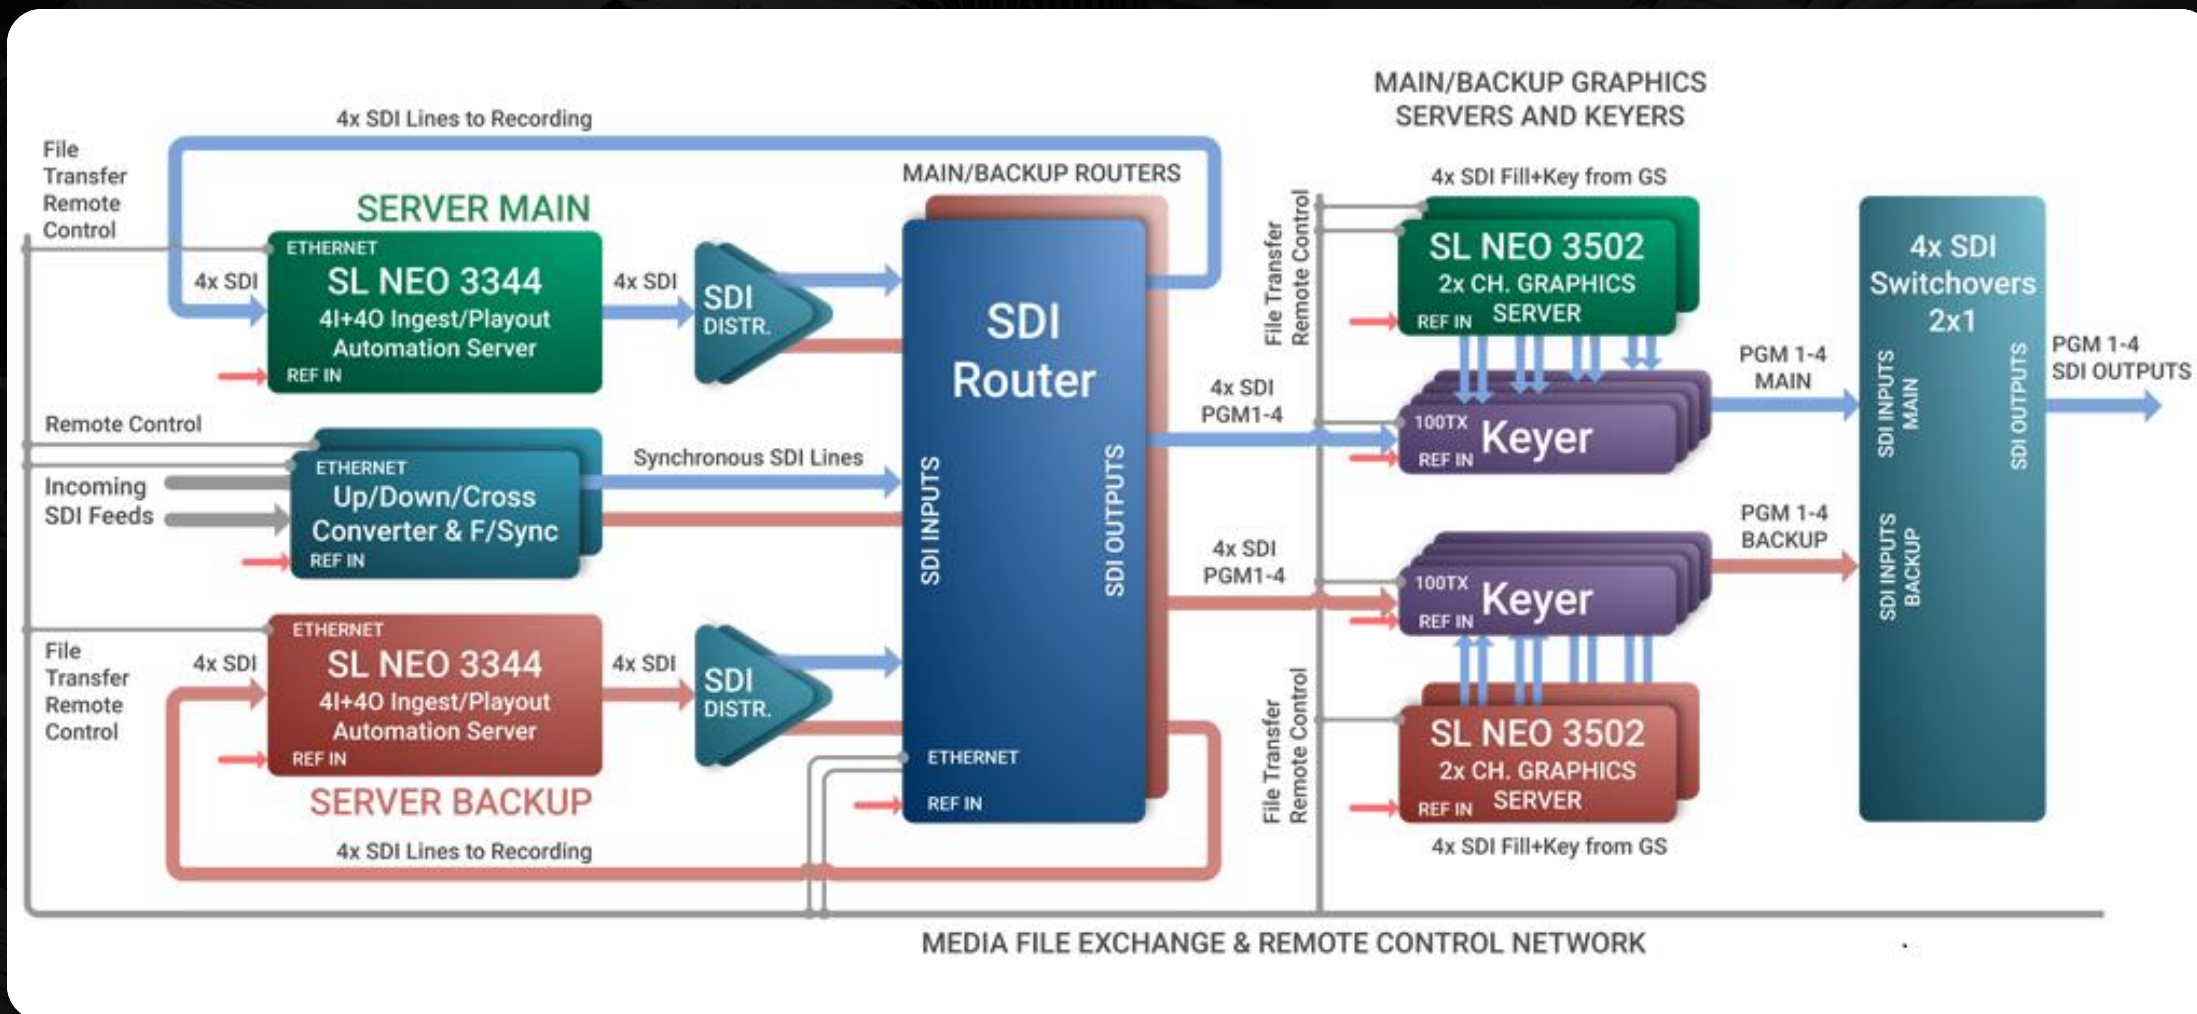 MAIN/BACKUP GRAPHICS
SERVERS AND KEYERS
4x SDI Lines to Recording
File
Transfer
Remote
Control
MAIN/BACKUP ROUTERS
4x SDI Fill+Key from GS
SERVER MAIN
ETHERNET
4x SDI
SL NEO 3344
4I+4O Ingest/Playout
Automation Server
REF IN
4x SDI
SDI
DISTR.
SDI
Router
SDI INPUTS
SDI OUTPUTS
File Transfer
Remote Control
SL NEO 3502
2x CH. GRAPHICS
SERVER
REF IN
4x SDI
Switchovers
2x1
PGM 1-4
MAIN
SDI INPUTS
MAIN
SDI OUTPUTS
PGM 1-4
SDI OUTPUTS
4x SDI
PGM1-4
100TX
Keyer
REF IN
Remote Control
ETHERNET
Incoming
SDI Feeds
Up/Down/Cross
Converter & F/Sync
REF IN
Synchronous SDI Lines
PGM 1-4
BACKUP
SDI INPUTS
BACKUP
4x SDI
PGM1-4
100TX
Keyer
REF IN
ETHERNET
File
Transfer
Remote
Control
4x SDI
SL NEO 3344
4I+4O Ingest/Playout
Automation Server
REF IN
4x SDI
SDI
DISTR.
SERVER BACKUP
ETHERNET
REF IN
File Transfer
Remote Control
SL NEO 3502
2x CH. GRAPHICS
SERVER
REF IN
4x SDI Lines to Recording
4x SDI Fill+Key from GS
MEDIA FILE EXCHANGE & REMOTE CONTROL NETWORK